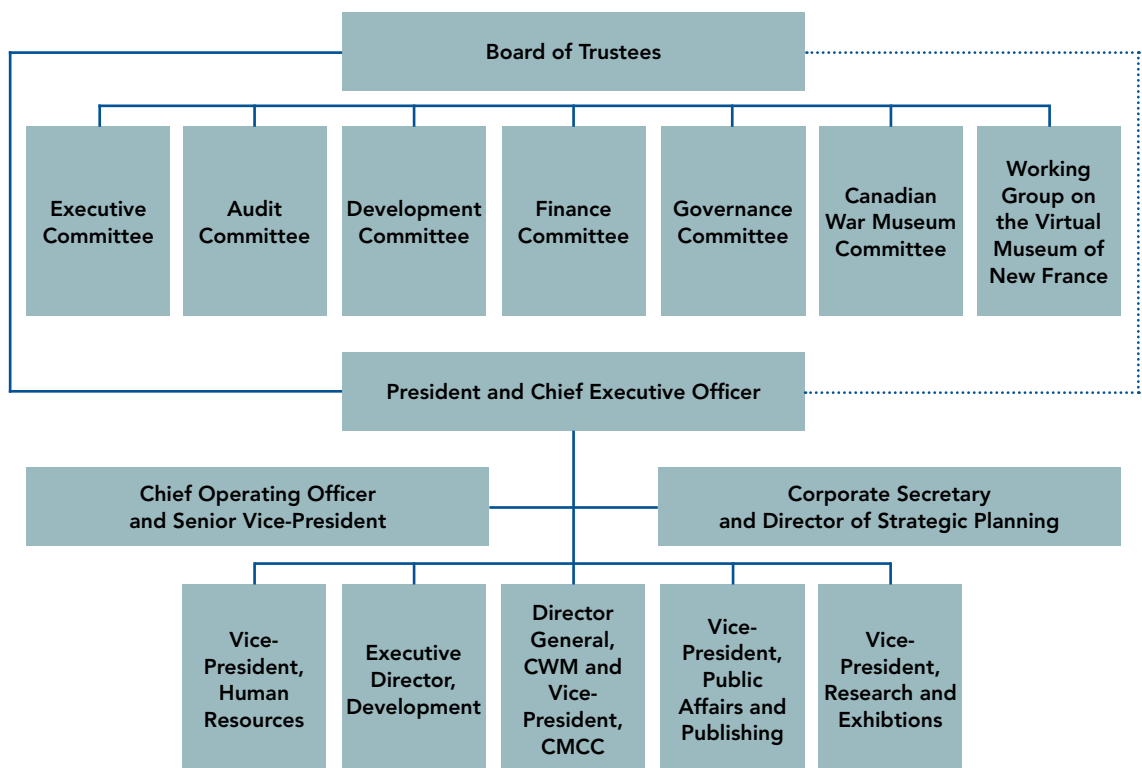 Board of Trustees
Executive
Committee
Audit
Committee
Development
Committee
Finance
Committee
Governance
Committee
Canadian
War Museum
Committee
Working
Group on
the Virtual
Museum of
New France
President and Chief Executive Officer
Chief Operating Officer
and Senior Vice-President
Corporate Secretary
and Director of Strategic Planning
Vice-
President,
Human
Resources
Executive
Director,
Development
Director
General,
CWM and
Vice-
President,
CMCC
Vice-
President,
Public
Affairs and
Publishing
Vice-
President,
Research and
Exhibtions